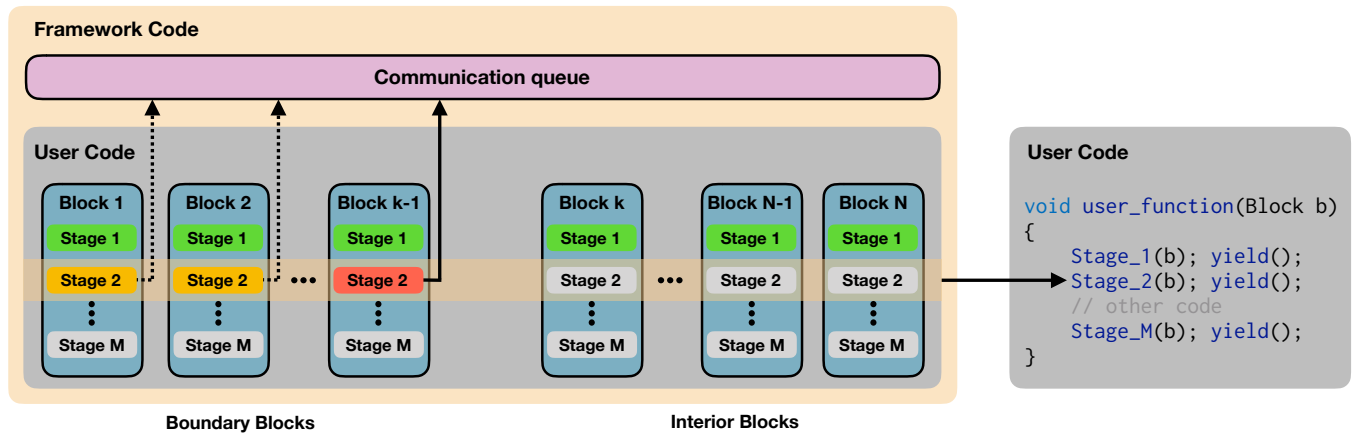 Framework Code
Communication queue
User Code
Block 1 Block 2 Block k-1 Block k Block N-1 Block N
Stage 1 Stage 1 Stage 1 Stage 1 Stage 1 Stage 1
Stage 2 Stage 2 Stage 2 Stage 2 Stage 2 Stage 2
Stage M Stage M Stage M Stage M Stage M Stage M
Boundary Blocks
Interior Blocks
User Code
void user_function(Block b)
{
    Stage_1(b); yield();
    Stage_2(b); yield();
    // other code
    Stage_M(b); yield();
}